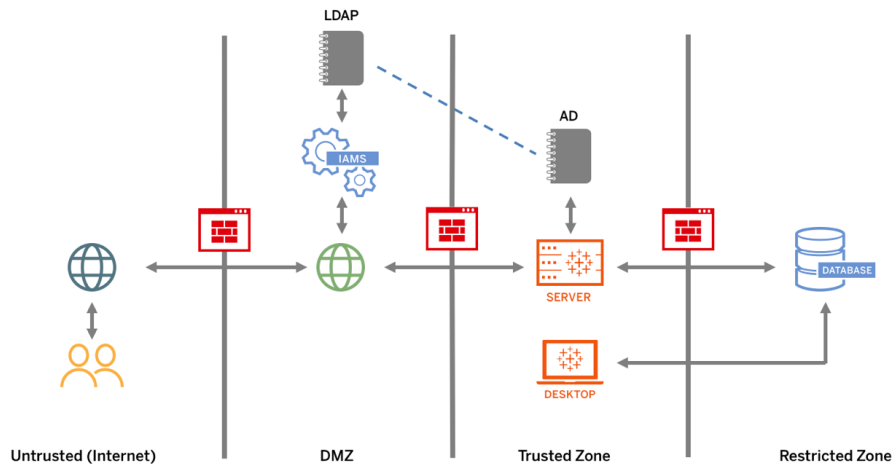 LDAP
AD
IAMS
SERVER
DATABASE
DESKTOP
Untrusted (Internet)
DMZ
Trusted Zone
Restricted Zone